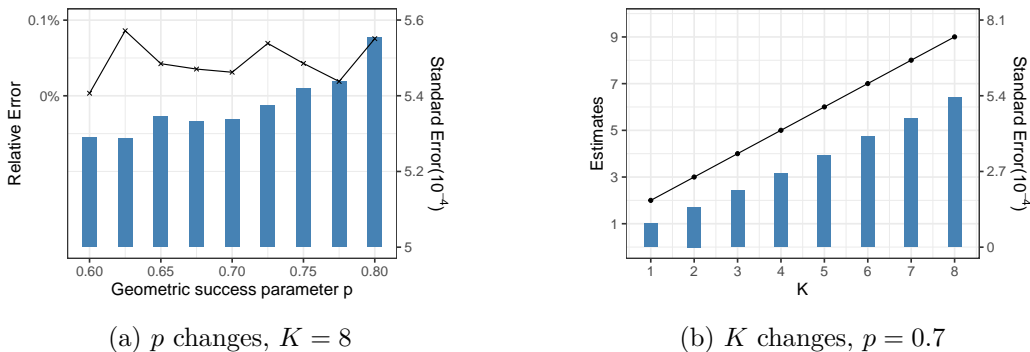 0.1%
0%
Relative Error
5.6
5.4
5.2
5
Standard Error(10⁻⁴)
0.60 0.65 0.70 0.75 0.80
Geometric success parameter p
(a) p changes, K = 8
9
7
5
3
1
Estimates
8.1
5.4
2.7
0
Standard Error(10⁻⁴)
1 2 3 4 5 6 7 8
K
(b) K changes, p = 0.7